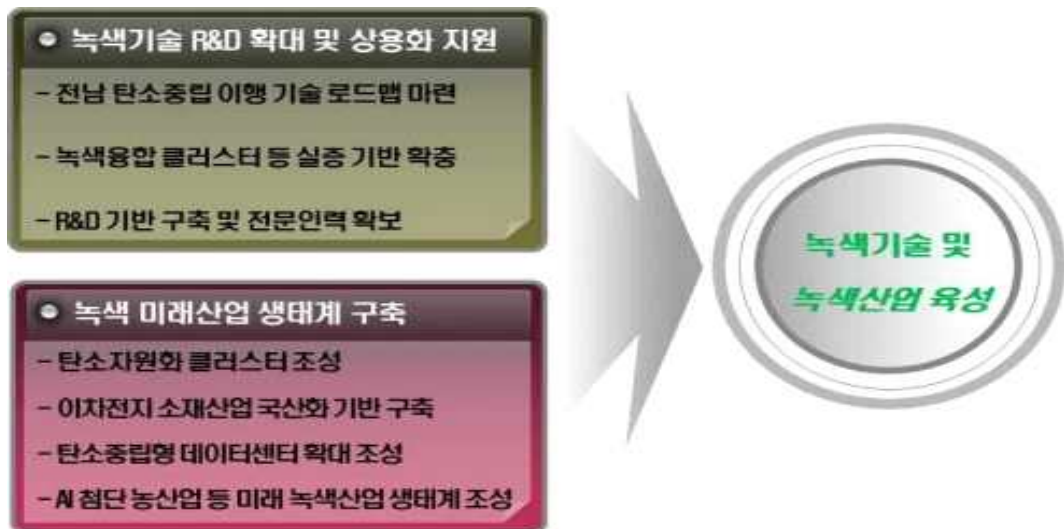 녹색기술 R&D 확대 및 상용화 지원
- 전남 탄소중립 이행 기술 로드맵 마련
- 녹색융합 클러스터 등 실증 기반 확충
- R&D 기반 구축 및 전문인력 확보
녹색 미래산업 생태계 구축
- 탄소자원화 클러스터 조성
- 이차전지 소재산업 국산화 기반 구축
- 탄소중립형 데이터센터 확대 조성
- AI 첨단 농산업 등 미래 녹색산업 생태계 조성
녹색기술 및
녹색산업 육성